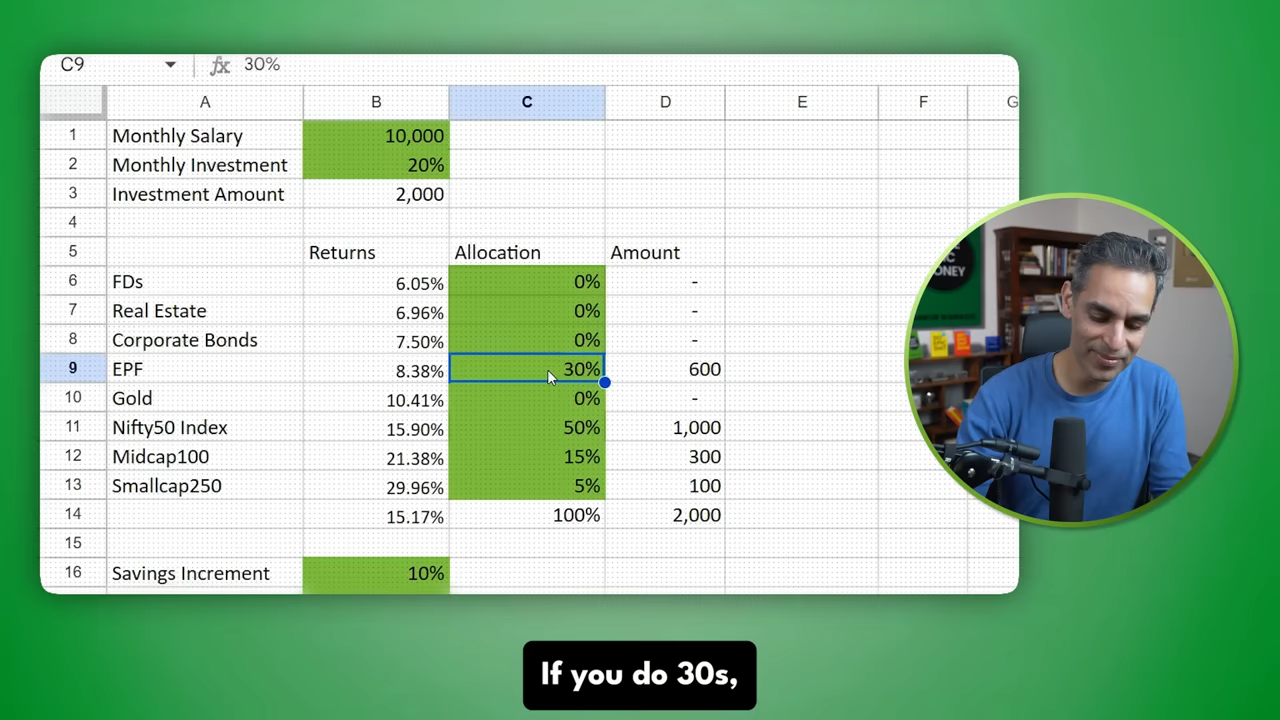 C9 fx 30%
A B C D E F G
1 Monthly Salary 10,000
2 Monthly Investment 20%
3 Investment Amount 2,000
4
5 Returns Allocation Amount
6 FDs 6.05% 0% -
7 Real Estate 6.96% 0% -
8 Corporate Bonds 7.50% 0% -
9 EPF 8.38% 30% 600
10 Gold 10.41% 0% -
11 Nifty50 Index 15.90% 50% 1,000
12 Midcap100 21.38% 15% 300
13 Smallcap250 29.96% 5% 100
14 15.17% 100% 2,000
15
16 Savings Increment 10%
If you do 30s,